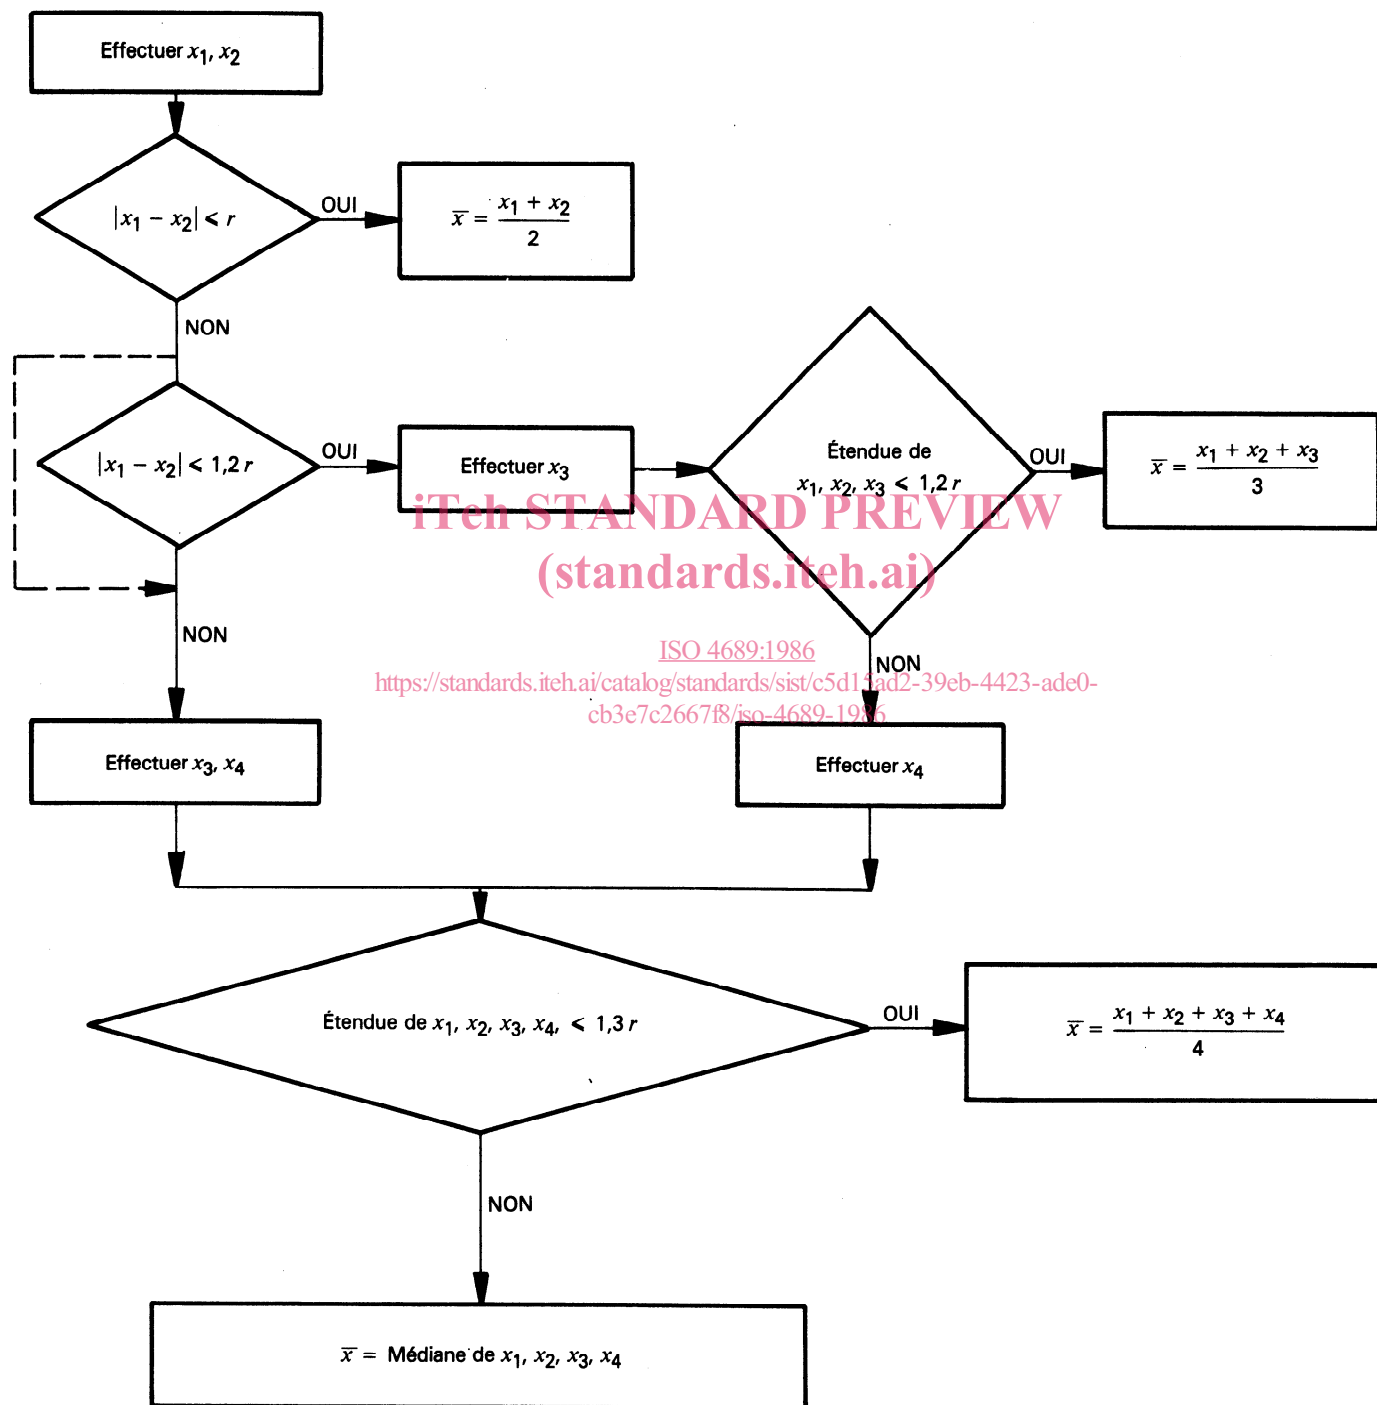 Effectuer x₁, x₂
|x₁ − x₂| ⩽ r
OUI
x̅ = (x₁ + x₂) / 2
NON
|x₁ − x₂| ⩽ 1,2 r
OUI
Effectuer x₃
Étendue de
x₁, x₂, x₃ ⩽ 1,2 r
OUI
x̅ = (x₁ + x₂ + x₃) / 3
iTeh STANDARD PREVIEW
(standards.iteh.ai)
NON
ISO 4689:1986
NON
https://standards.iteh.ai/catalog/standards/sist/c5d15ad2-39eb-4423-ade0-
cb3e7c2667f8/iso-4689-1986
Effectuer x₃, x₄
Effectuer x₄
Étendue de x₁, x₂, x₃, x₄, ⩽ 1,3 r
OUI
x̅ = (x₁ + x₂ + x₃ + x₄) / 4
NON
x̅ = Médiane de x₁, x₂, x₃, x₄